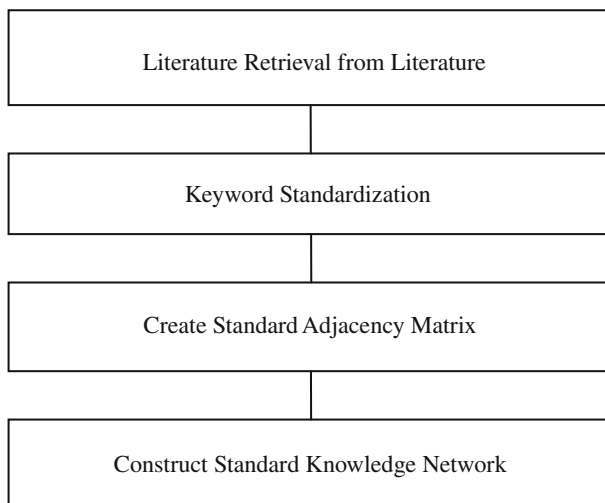 Literature Retrieval from Literature
Keyword Standardization
Create Standard Adjacency Matrix
Construct Standard Knowledge Network